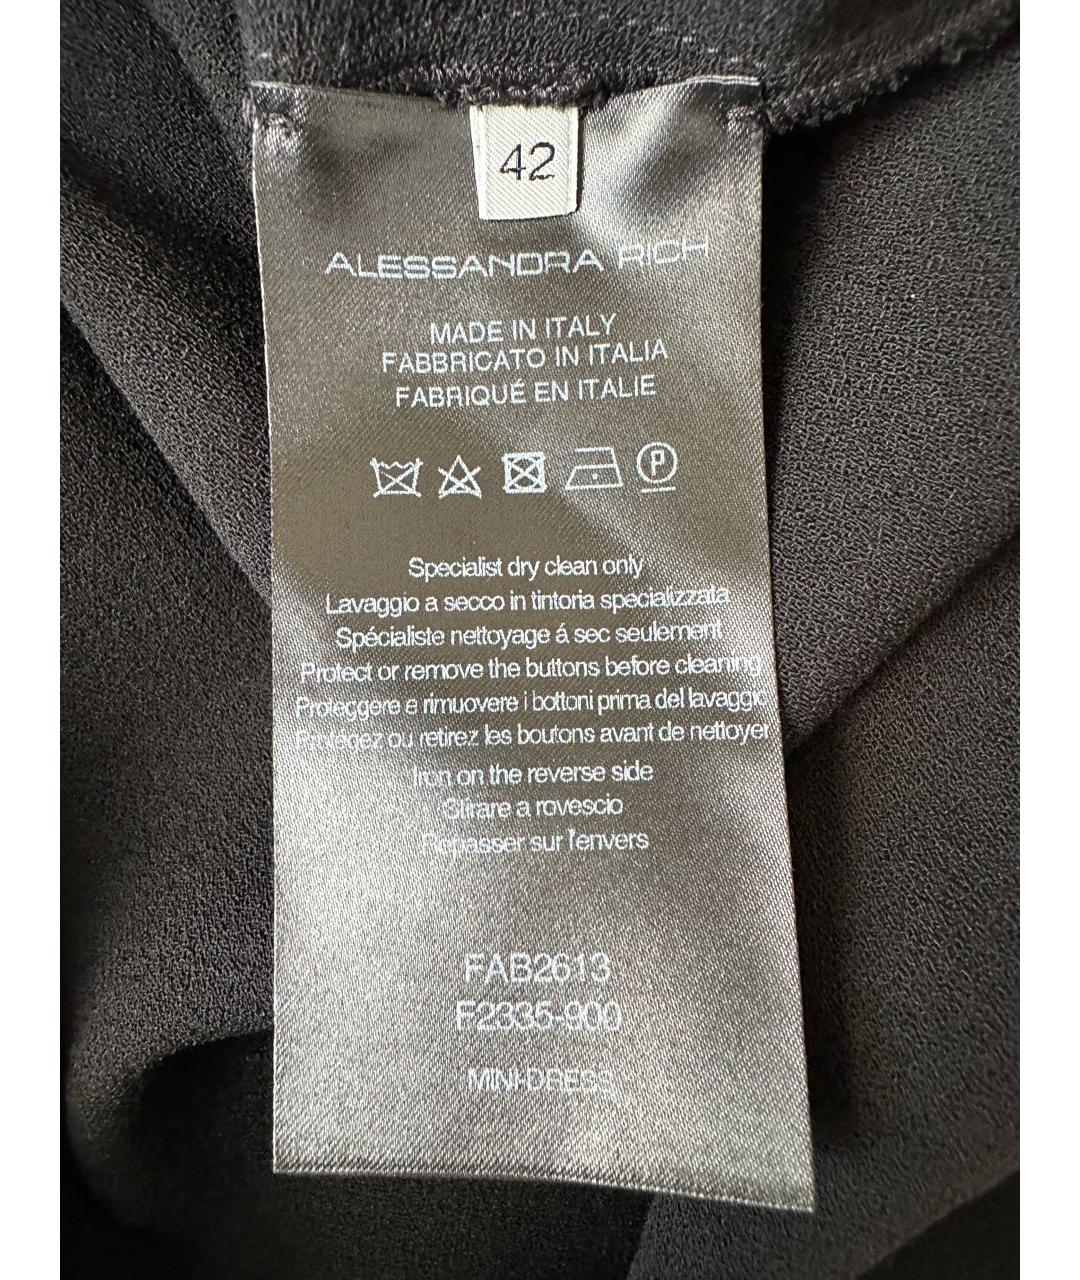 42
ALESSANDRA RICH
MADE IN ITALY
FABBRICATO IN ITALIA
FABRIQUÉ EN ITALIE
P
Specialist dry clean only
Lavaggio a secco in tintoria specializzata
Spécialiste nettoyage á sec seulement
Protect or remove the buttons before cleaning
Proteggere e rimuovere i bottoni prima del lavaggio
Protégez ou retirez les boutons avant de nettoyer
Iron on the reverse side
Stirare a rovescio
Repasser sur l'envers
FAB2613
F2335-900
MINI-DRESS